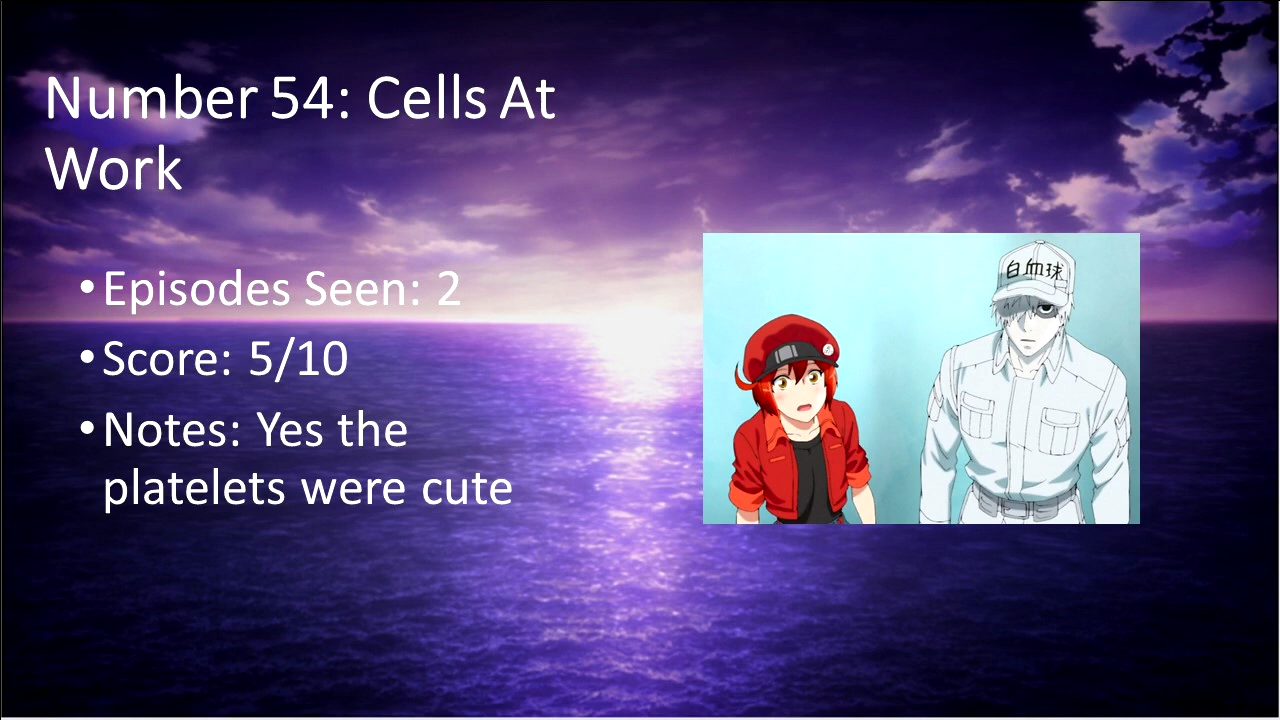 Number 54: Cells At
Work
•Episodes Seen: 2
•Score: 5/10
•Notes: Yes the
platelets were cute
白血球